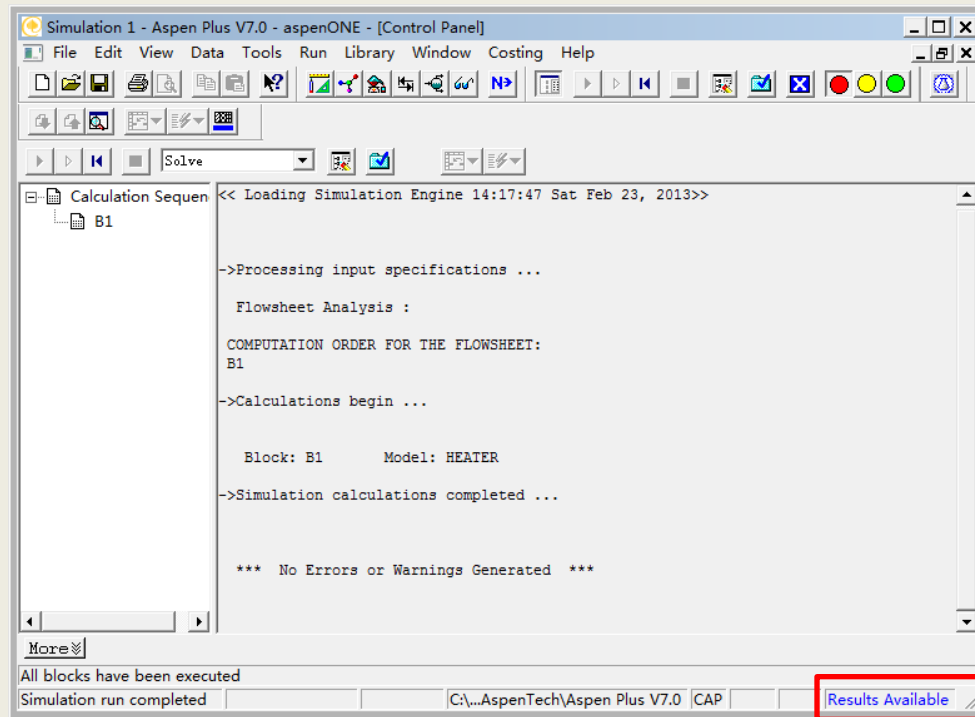 Simulation 1 - Aspen Plus V7.0 - aspenONE - [Control Panel]
File Edit View Data Tools Run Library Window Costing Help
N➔
Solve
Calculation Sequen
B1
<< Loading Simulation Engine 14:17:47 Sat Feb 23, 2013>>
->Processing input specifications ...
Flowsheet Analysis :
COMPUTATION ORDER FOR THE FLOWSHEET:
B1
->Calculations begin ...
Block: B1 Model: HEATER
->Simulation calculations completed ...
*** No Errors or Warnings Generated ***
More
All blocks have been executed
Simulation run completed C:\...AspenTech\Aspen Plus V7.0 CAP Results Available